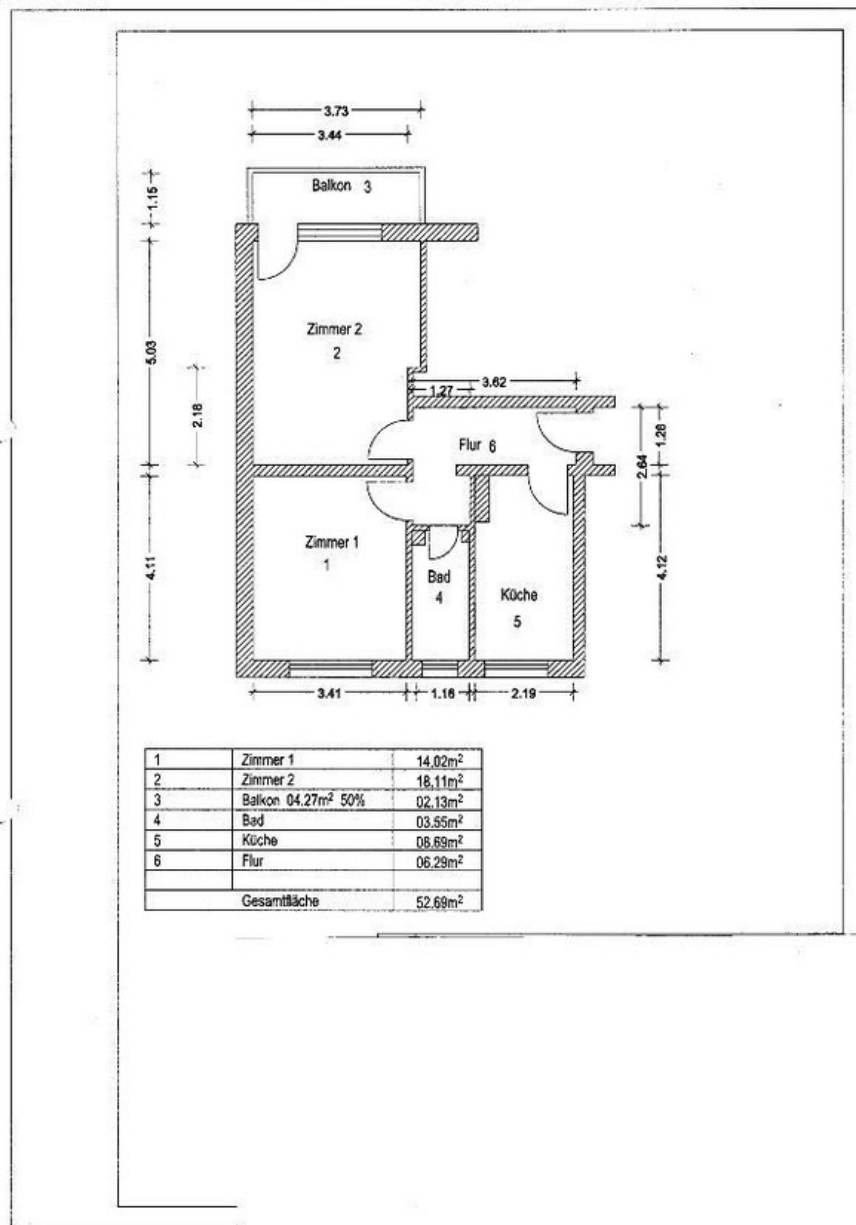 3.73
3.44
1.15
Balkon 3
5.03
Zimmer 2
2
2.18
3.62
1.27
Flur 6
2.64
1.28
4.11
Zimmer 1
1
Bad
4
Küche
5
4.12
3.41
1.16
2.19
1 Zimmer 1 14,02m²
2 Zimmer 2 18,11m²
3 Balkon 04.27m² 50% 02,13m²
4 Bad 03.55m²
5 Küche 08.69m²
6 Flur 06.29m²
Gesamtfläche 52,69m²